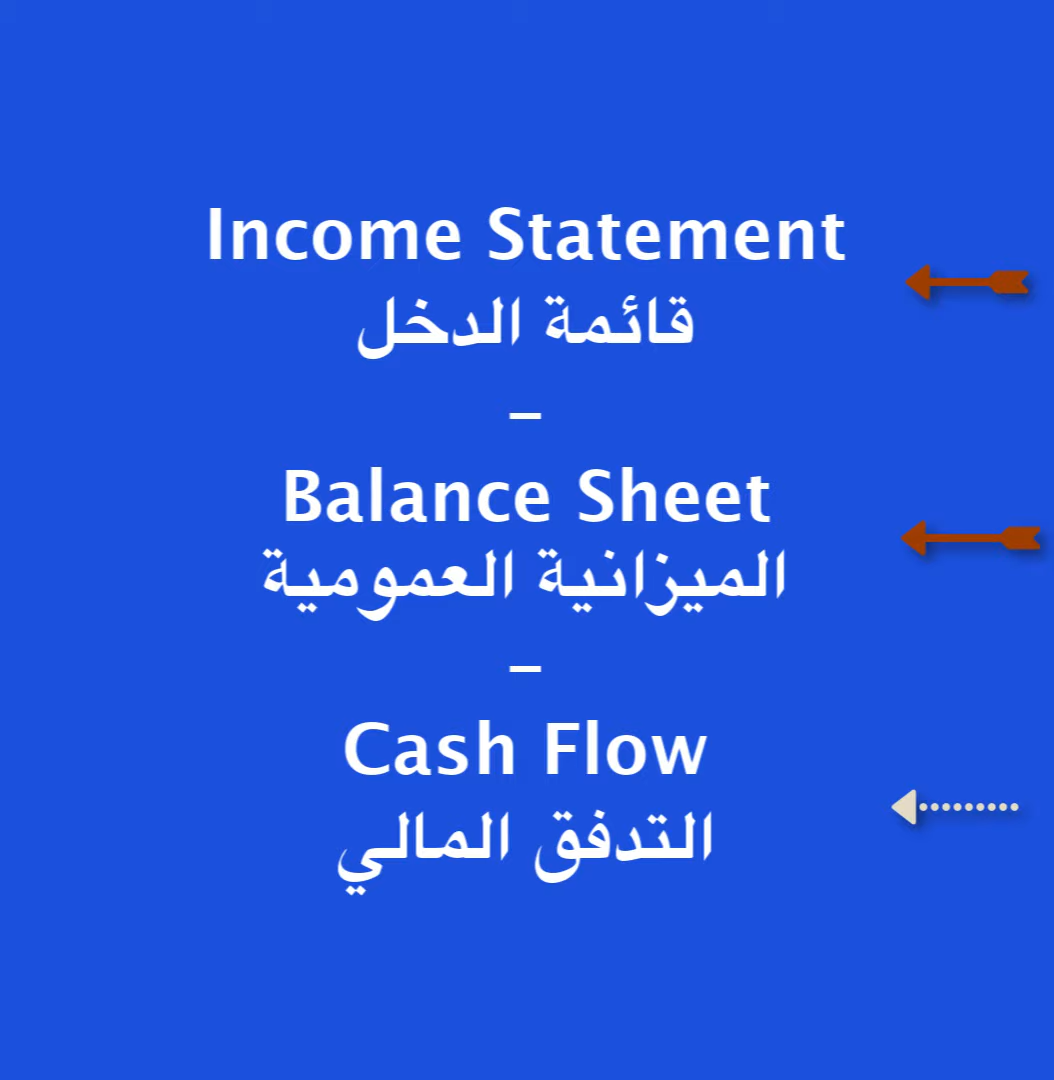 Income Statement
قائمة الدخل
–
Balance Sheet
الميزانية العمومية
–
Cash Flow
التدفق المالي